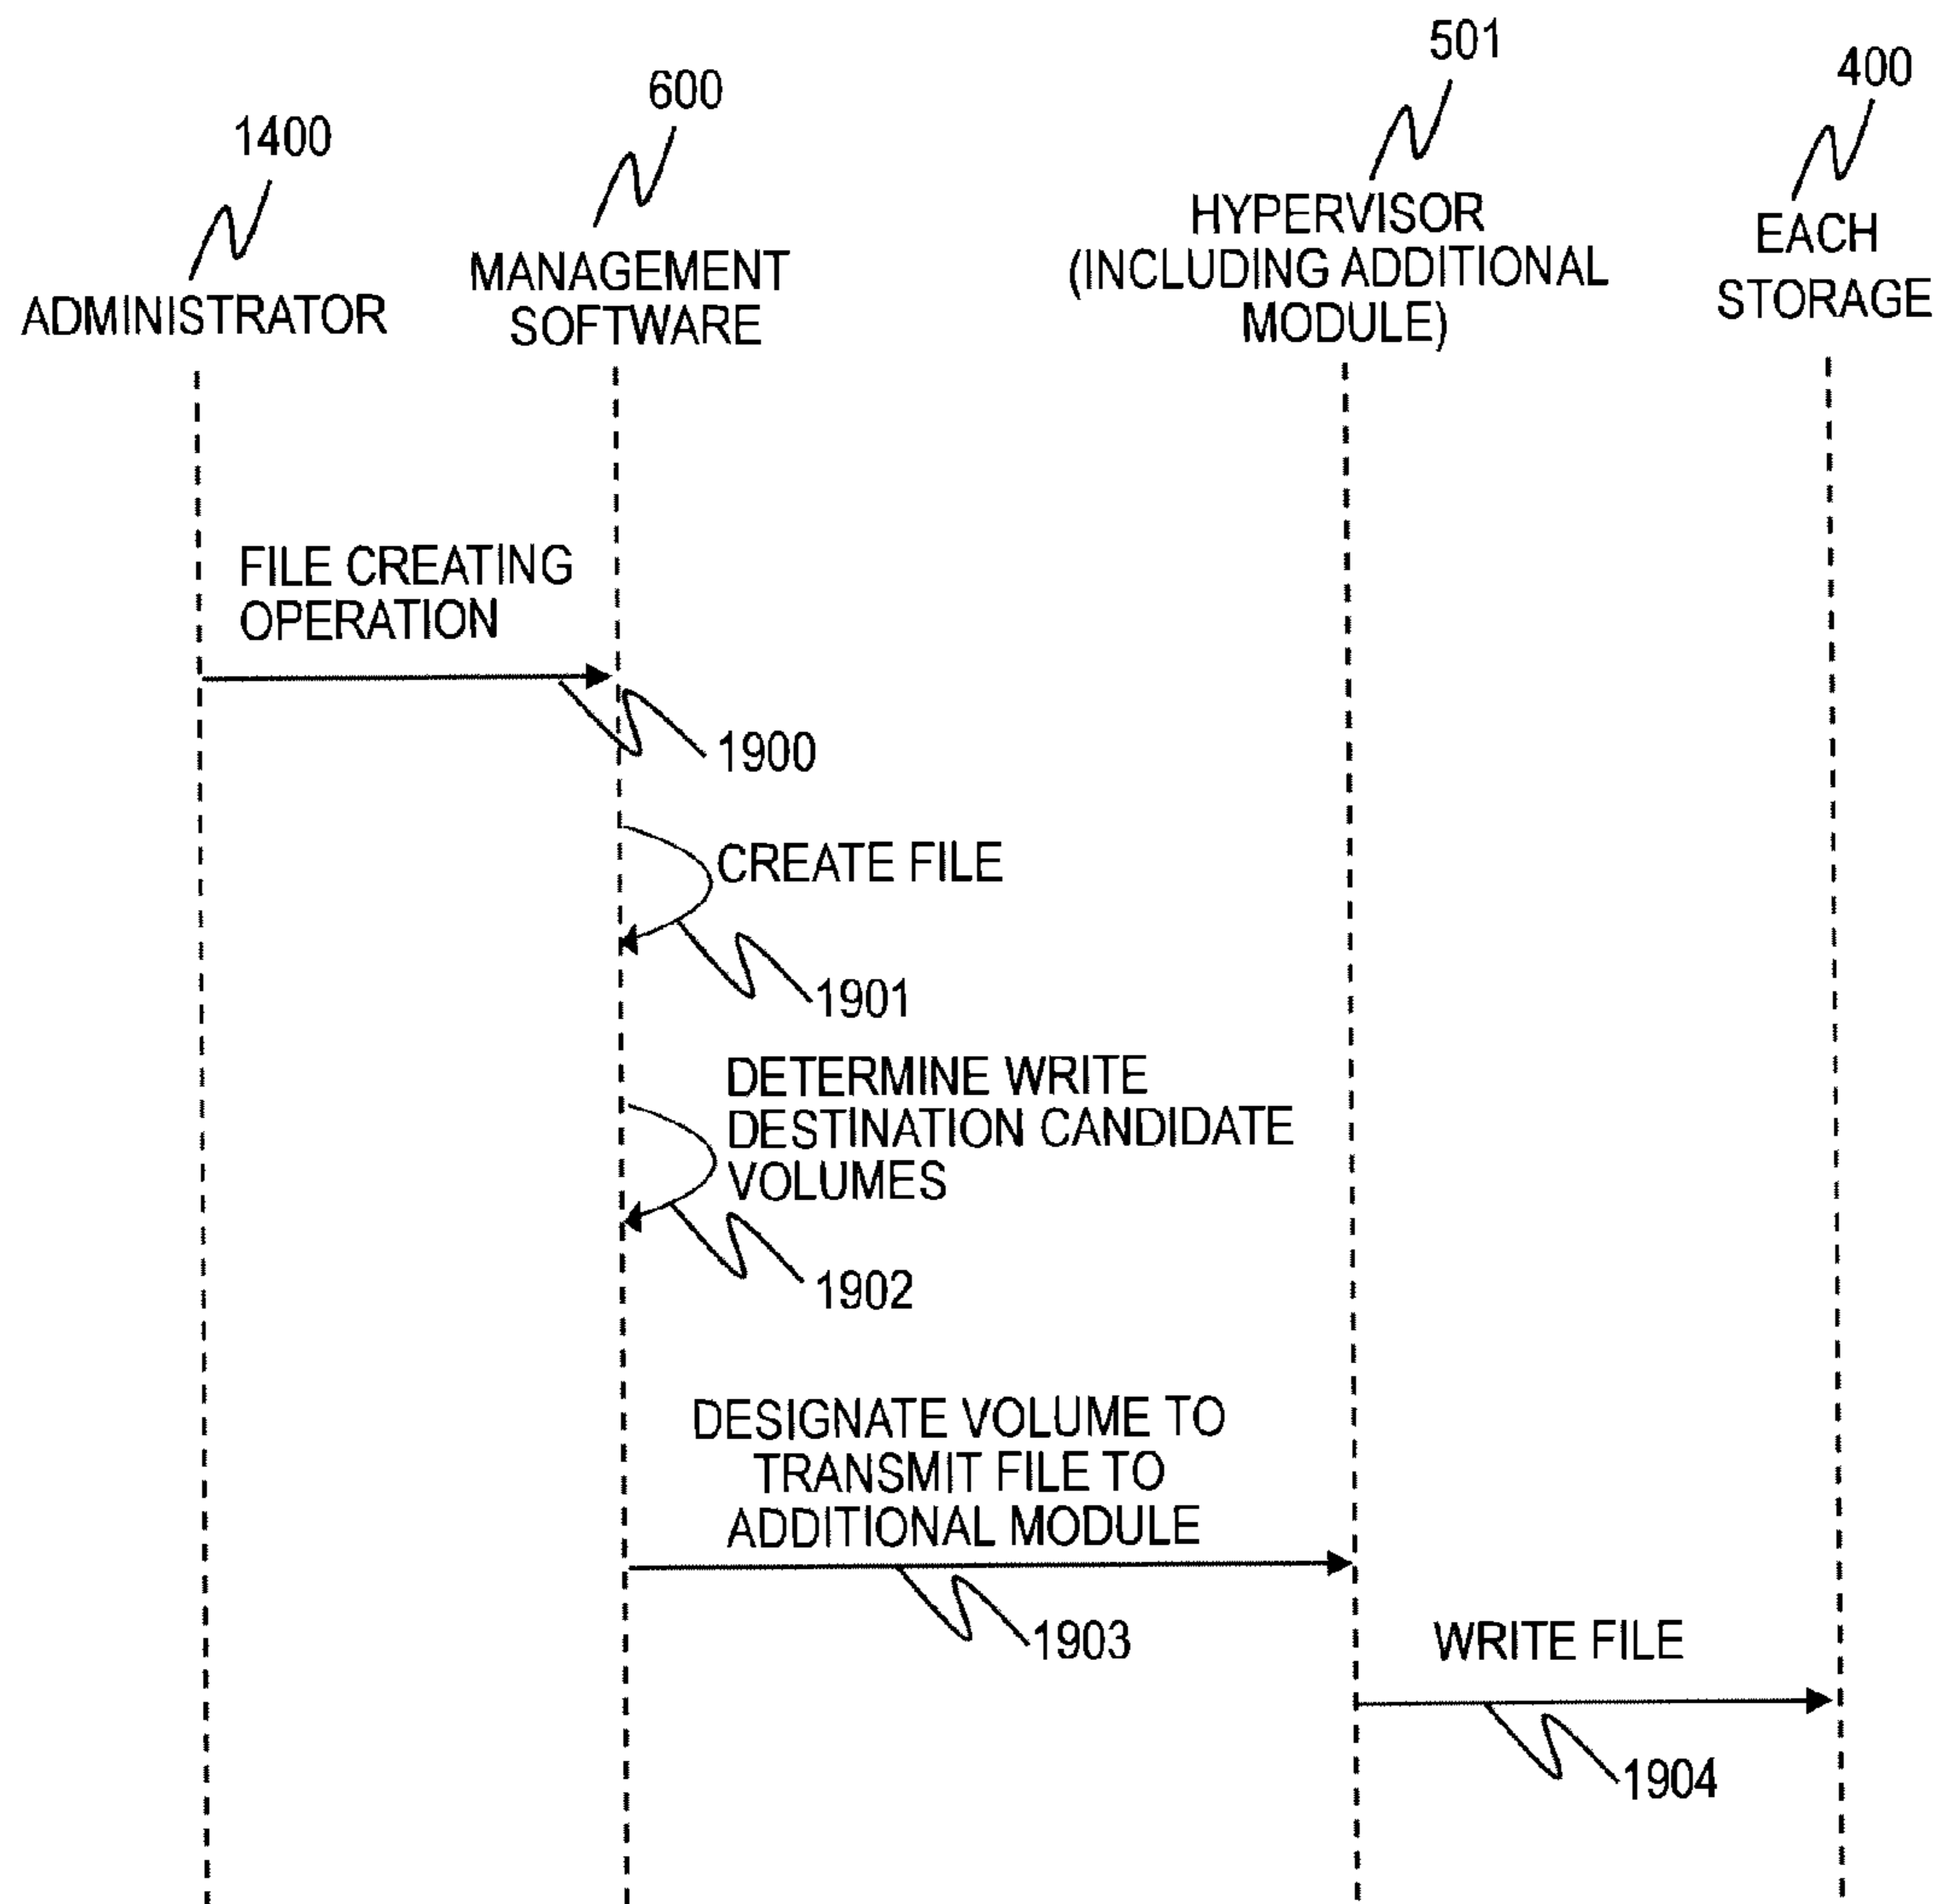 1400
600
501
400
ADMINISTRATOR
MANAGEMENT
SOFTWARE
HYPERVISOR
(INCLUDING ADDITIONAL
MODULE)
EACH
STORAGE
FILE CREATING
OPERATION
1900
CREATE FILE
1901
DETERMINE WRITE
DESTINATION CANDIDATE
VOLUMES
1902
DESIGNATE VOLUME TO
TRANSMIT FILE TO
ADDITIONAL MODULE
1903
WRITE FILE
1904